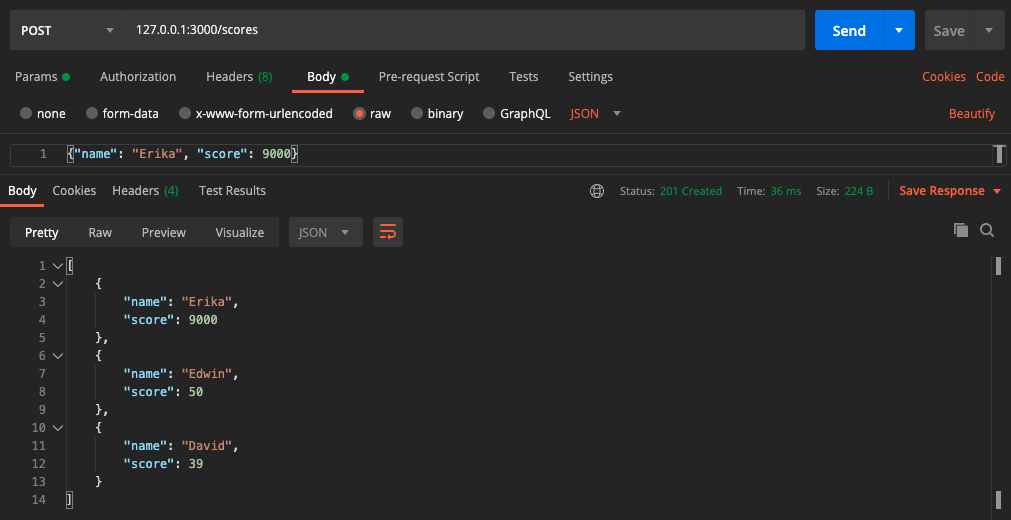 POST 127.0.0.1:3000/scores Send Save
Params Authorization Headers (8) Body Pre-request Script Tests Settings Cookies Code
none form-data x-www-form-urlencoded raw binary GraphQL JSON Beautify
1 {"name": "Erika", "score": 9000}
Body Cookies Headers (4) Test Results Status: 201 Created Time: 36 ms Size: 224 B Save Response
Pretty Raw Preview Visualize JSON
1 [
2 {
3 "name": "Erika",
4 "score": 9000
5 },
6 {
7 "name": "Edwin",
8 "score": 50
9 },
10 {
11 "name": "David",
12 "score": 39
13 }
14 ]